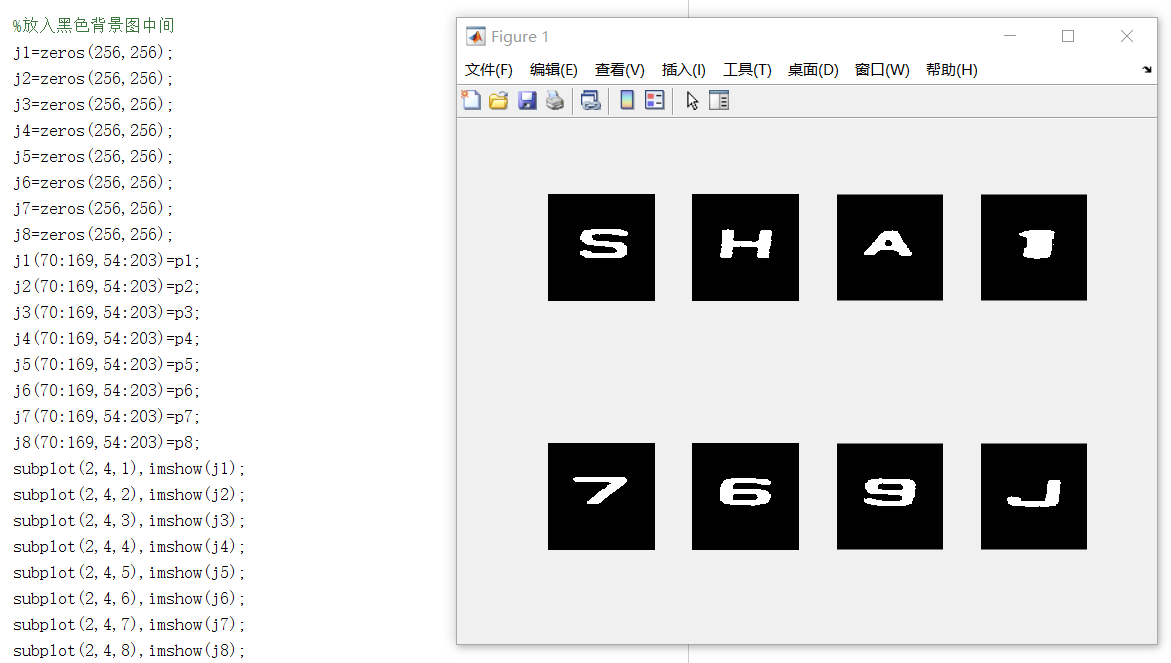 %放入黑色背景图中间
j1=zeros(256,256);
j2=zeros(256,256);
j3=zeros(256,256);
j4=zeros(256,256);
j5=zeros(256,256);
j6=zeros(256,256);
j7=zeros(256,256);
j8=zeros(256,256);
j1(70:169,54:203)=p1;
j2(70:169,54:203)=p2;
j3(70:169,54:203)=p3;
j4(70:169,54:203)=p4;
j5(70:169,54:203)=p5;
j6(70:169,54:203)=p6;
j7(70:169,54:203)=p7;
j8(70:169,54:203)=p8;
subplot(2,4,1),imshow(j1);
subplot(2,4,2),imshow(j2);
subplot(2,4,3),imshow(j3);
subplot(2,4,4),imshow(j4);
subplot(2,4,5),imshow(j5);
subplot(2,4,6),imshow(j6);
subplot(2,4,7),imshow(j7);
subplot(2,4,8),imshow(j8);
Figure 1
文件(F) 编辑(E) 查看(V) 插入(I) 工具(T) 桌面(D) 窗口(W) 帮助(H)
S H A 1
7 6 9 J